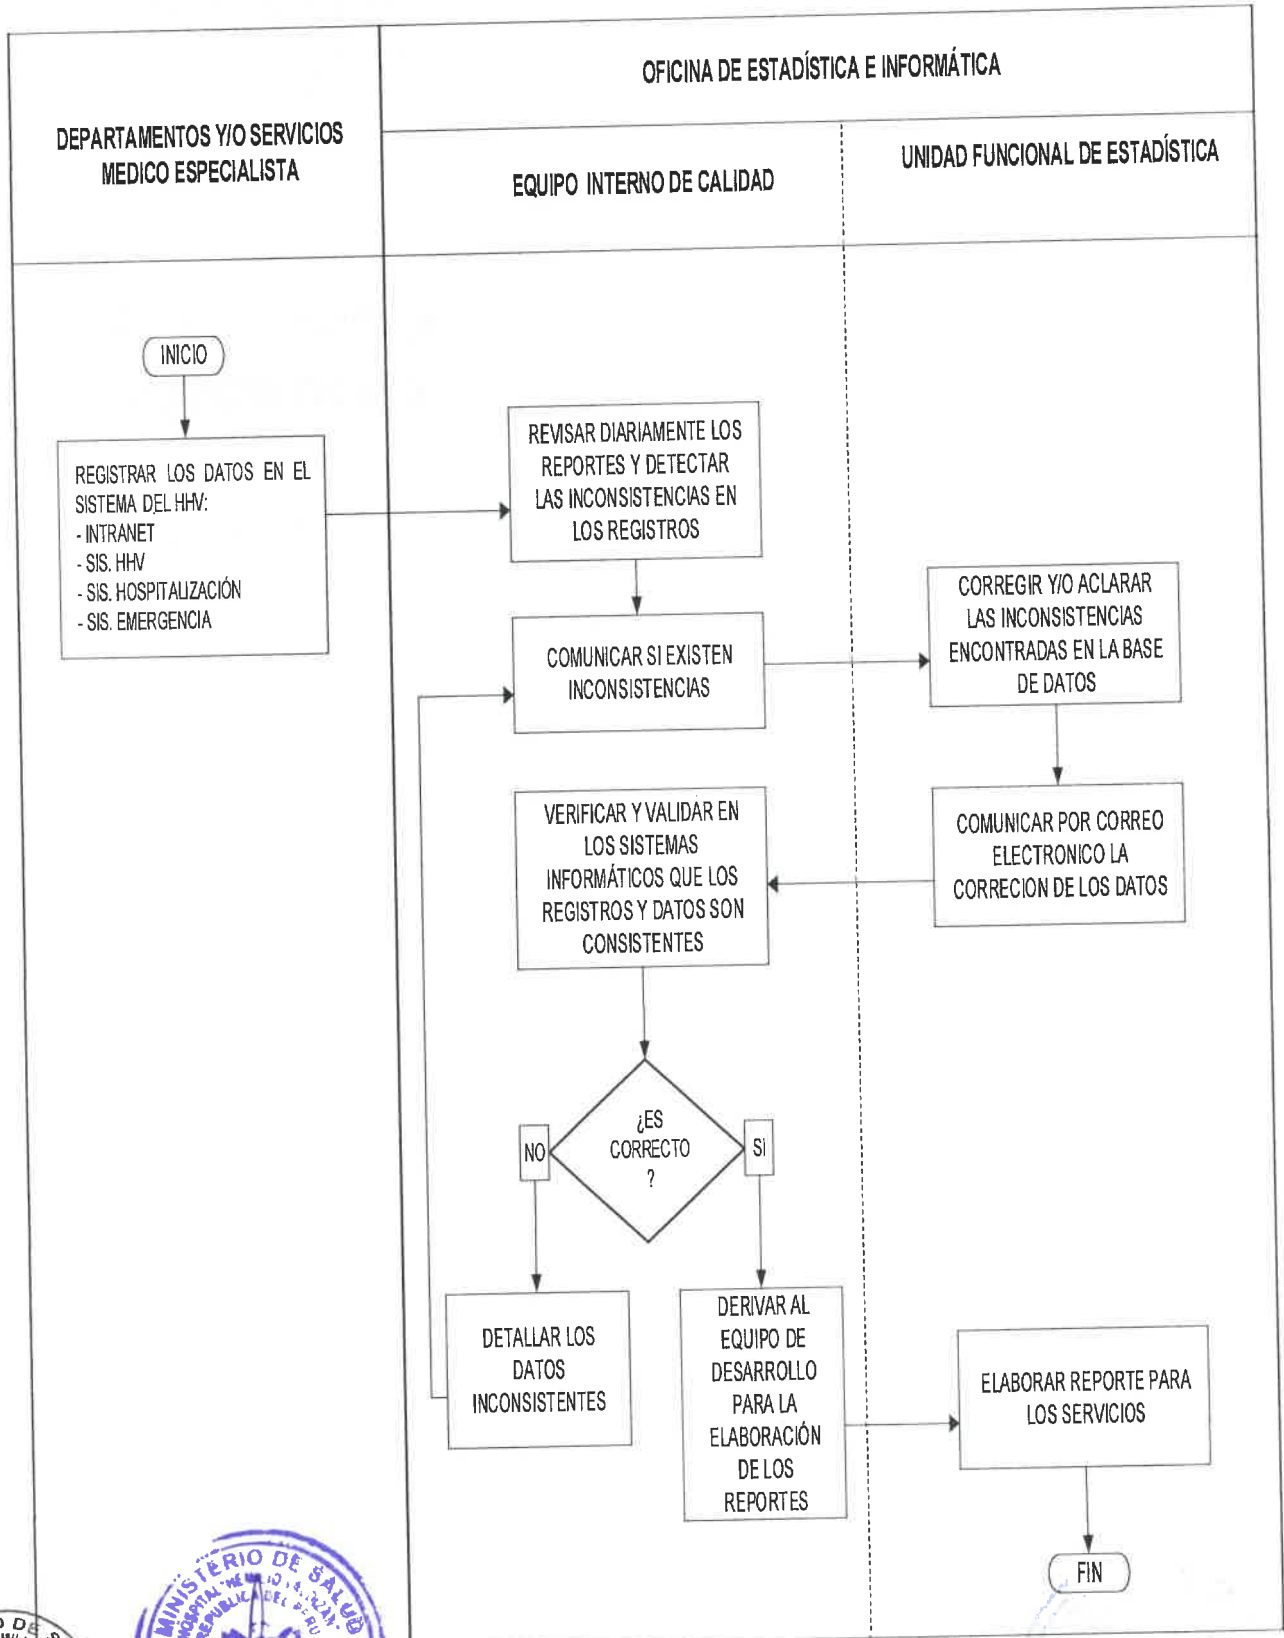 OFICINA DE ESTADÍSTICA E INFORMÁTICA
DEPARTAMENTOS Y/O SERVICIOS
MEDICO ESPECIALISTA
EQUIPO INTERNO DE CALIDAD
UNIDAD FUNCIONAL DE ESTADÍSTICA
INICIO
REGISTRAR LOS DATOS EN EL
SISTEMA DEL HHV:
- INTRANET
- SIS. HHV
- SIS. HOSPITALIZACIÓN
- SIS. EMERGENCIA
REVISAR DIARIAMENTE LOS
REPORTES Y DETECTAR
LAS INCONSISTENCIAS EN
LOS REGISTROS
COMUNICAR SI EXISTEN
INCONSISTENCIAS
CORREGIR Y/O ACLARAR
LAS INCONSISTENCIAS
ENCONTRADAS EN LA BASE
DE DATOS
COMUNICAR POR CORREO
ELECTRONICO LA
CORRECION DE LOS DATOS
VERIFICAR Y VALIDAR EN
LOS SISTEMAS
INFORMÁTICOS QUE LOS
REGISTROS Y DATOS SON
CONSISTENTES
¿ES
CORRECTO
?
NO
SI
DETALLAR LOS
DATOS
INCONSISTENTES
DERIVAR AL
EQUIPO DE
DESARROLLO
PARA LA
ELABORACIÓN
DE LOS
REPORTES
ELABORAR REPORTE PARA
LOS SERVICIOS
FIN
MINISTERIO DE SALUD
HOSPITAL
REPUBLICA DEL PERU